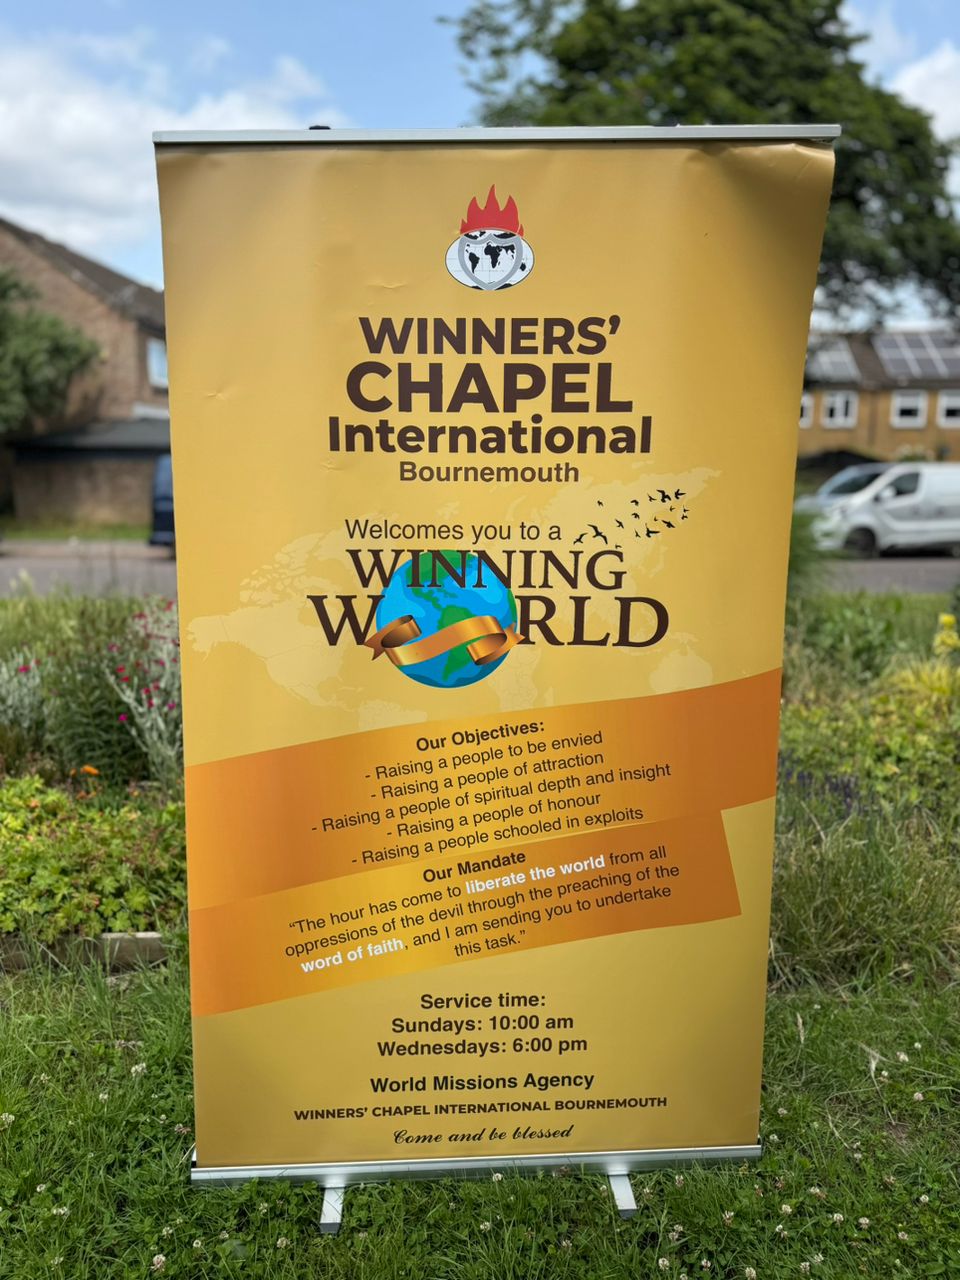 WINNERS’
CHAPEL
International
Bournemouth
Welcomes you to a
WINNING
WORLD
Our Objectives:
- Raising a people to be envied
- Raising a people of attraction
- Raising a people of spiritual depth and insight
- Raising a people of honour
- Raising a people schooled in exploits
Our Mandate
“The hour has come to liberate the world from all
oppressions of the devil through the preaching of the
word of faith, and I am sending you to undertake
this task.”
Service time:
Sundays: 10:00 am
Wednesdays: 6:00 pm
World Missions Agency
WINNERS’ CHAPEL INTERNATIONAL BOURNEMOUTH
Come and be blessed